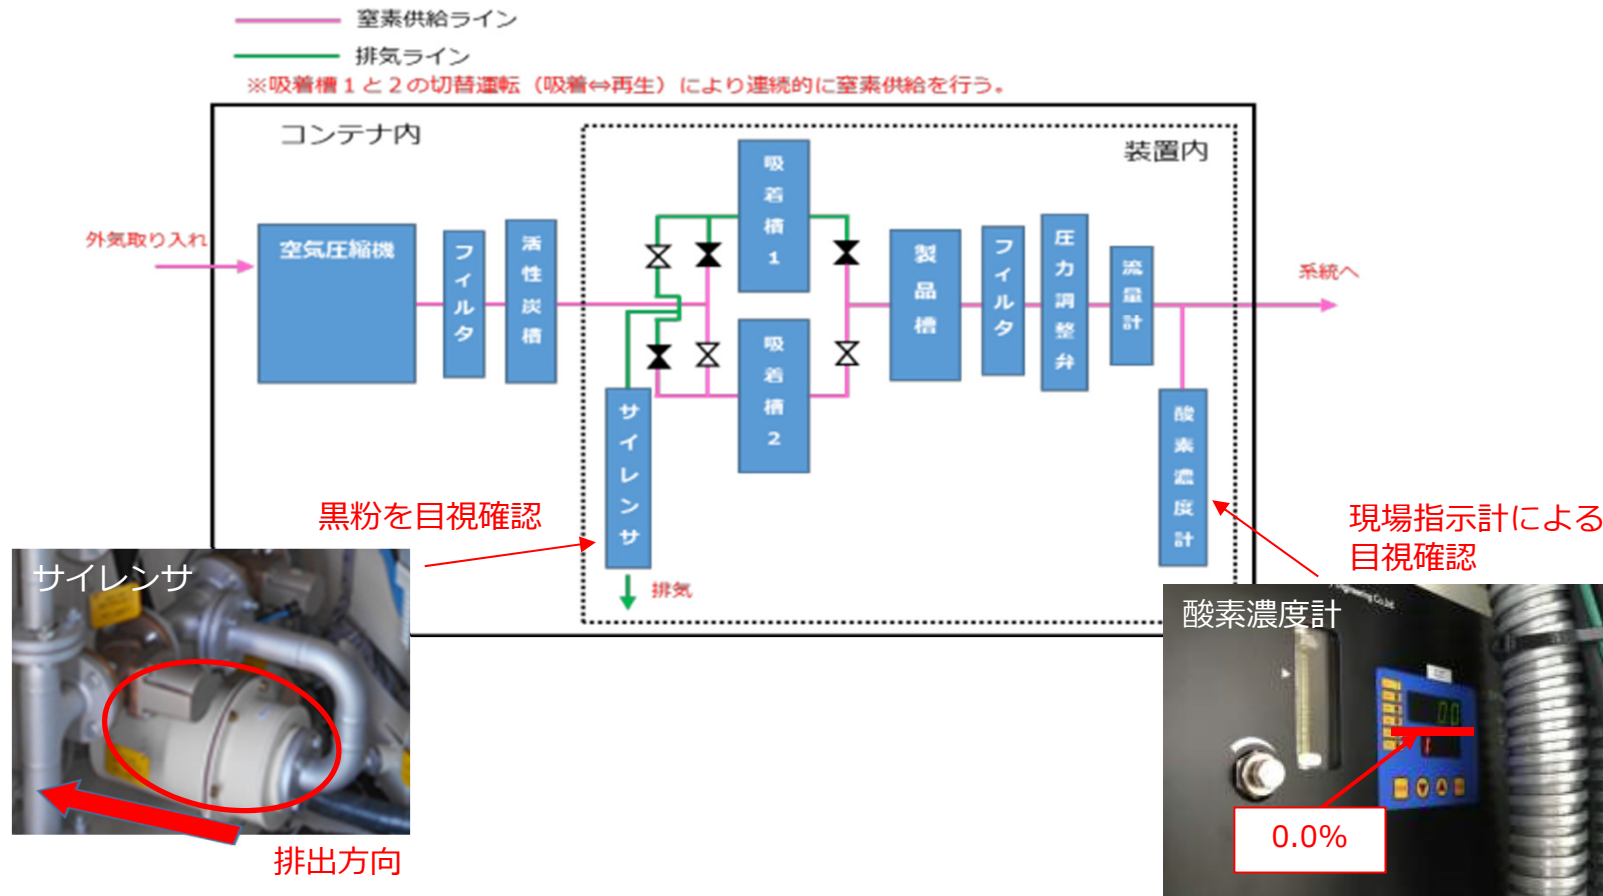 窒素供給ライン
排気ライン
※吸着槽1と2の切替運転（吸着⇔再生）により連続的に窒素供給を行う。
コンテナ内
装置内
外気取り入れ
空気圧縮機
フィルタ
活性炭槽
吸着槽1
吸着槽2
製品槽
フィルタ
圧力調整弁
流量計
系統へ
酸素濃度計
サイレンサ
排気
黒粉を目視確認
現場指示計による
目視確認
サイレンサ
排出方向
酸素濃度計
Engineering Co.,ltd.
0.0
0.0%